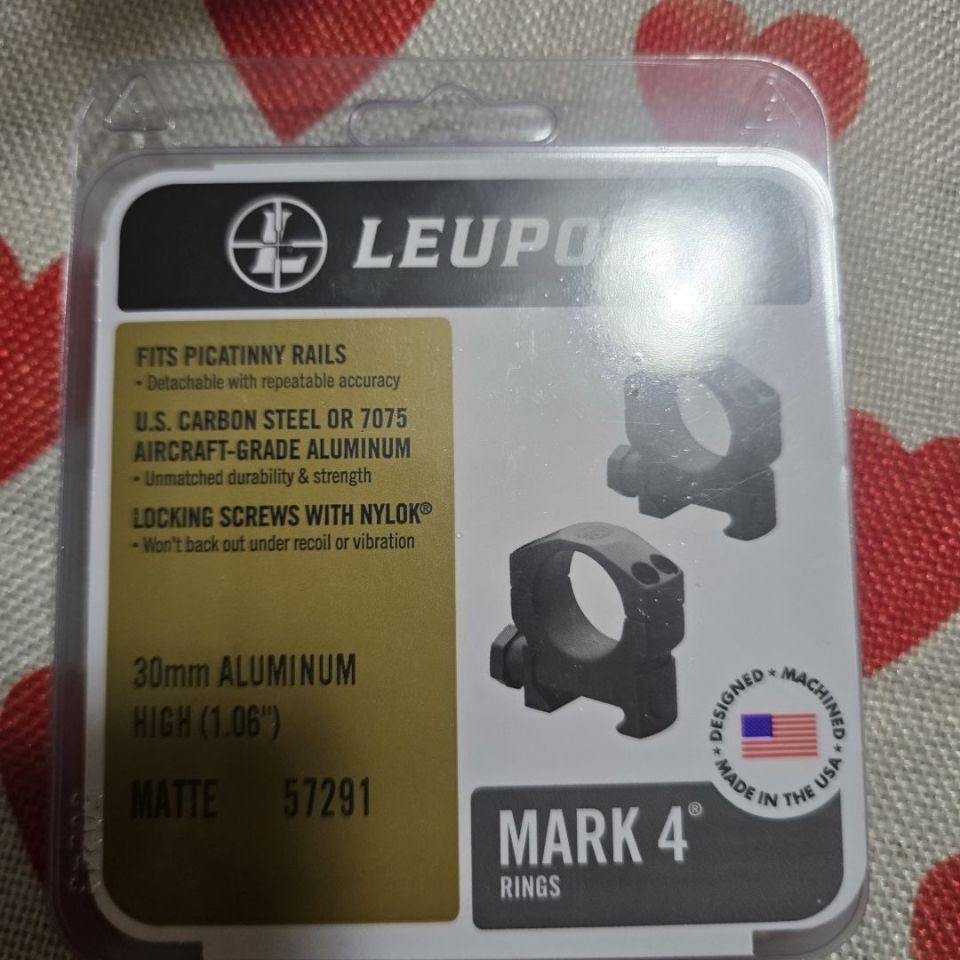 LEUPO
FITS PICATINNY RAILS
• Detachable with repeatable accuracy
U.S. CARBON STEEL OR 7075
AIRCRAFT-GRADE ALUMINUM
• Unmatched durability & strength
LOCKING SCREWS WITH NYLOK®
• Won't back out under recoil or vibration
30mm ALUMINUM
HIGH (1.06")
MATTE 57291
DESIGNED ★ MACHINED
★ MADE IN THE USA ★
MARK 4®
RINGS